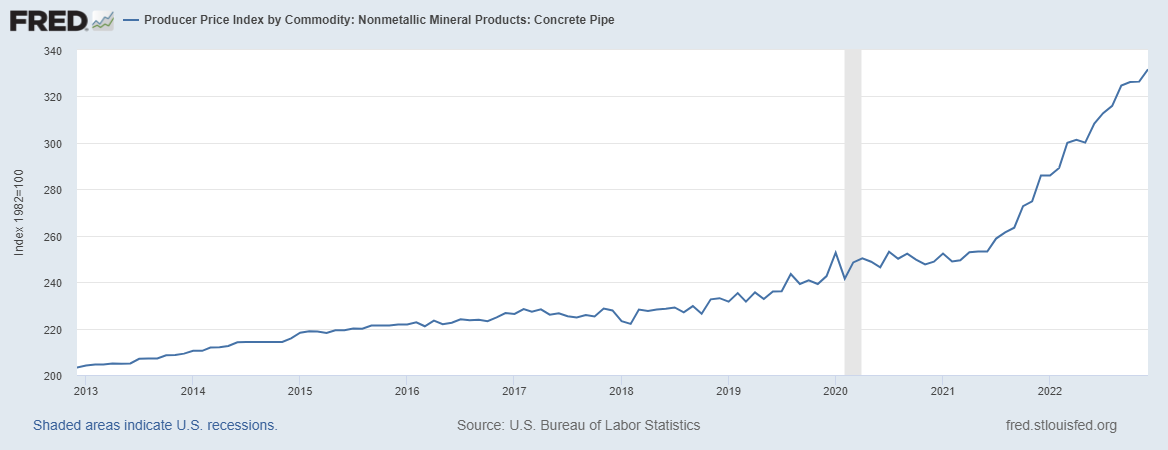 FRED
Producer Price Index by Commodity: Nonmetallic Mineral Products: Concrete Pipe
Index 1982=100
340
320
300
280
260
240
220
200
2013 2014 2015 2016 2017 2018 2019 2020 2021 2022
Shaded areas indicate U.S. recessions. Source: U.S. Bureau of Labor Statistics fred.stlouisfed.org